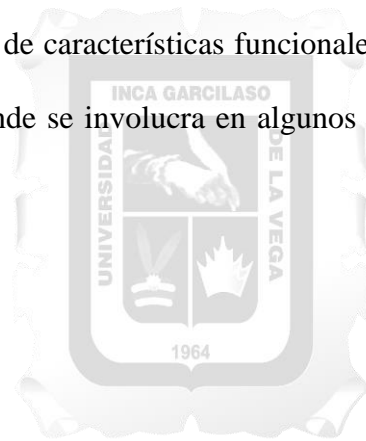 de características funcionale
INCA GARCILASO
nde se involucra en algunos
UNIVERSIDAD
DE LA VEGA
1964